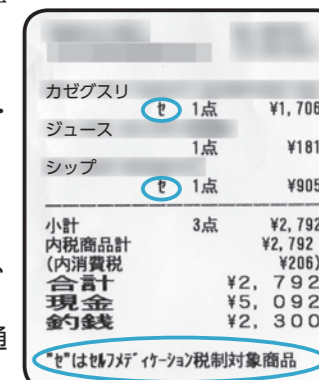 カゼグスリ
セ 1点 ¥1,706
ジュース
1点 ¥181
シップ
セ 1点 ¥905
小計 3点 ¥2,792
内税商品計 ¥2,792
(内消費税 ¥206)
合計 ¥2,792
現金 ¥5,092
釣銭 ¥2,300
"セ"はセルフメディケーション税制対象商品
通